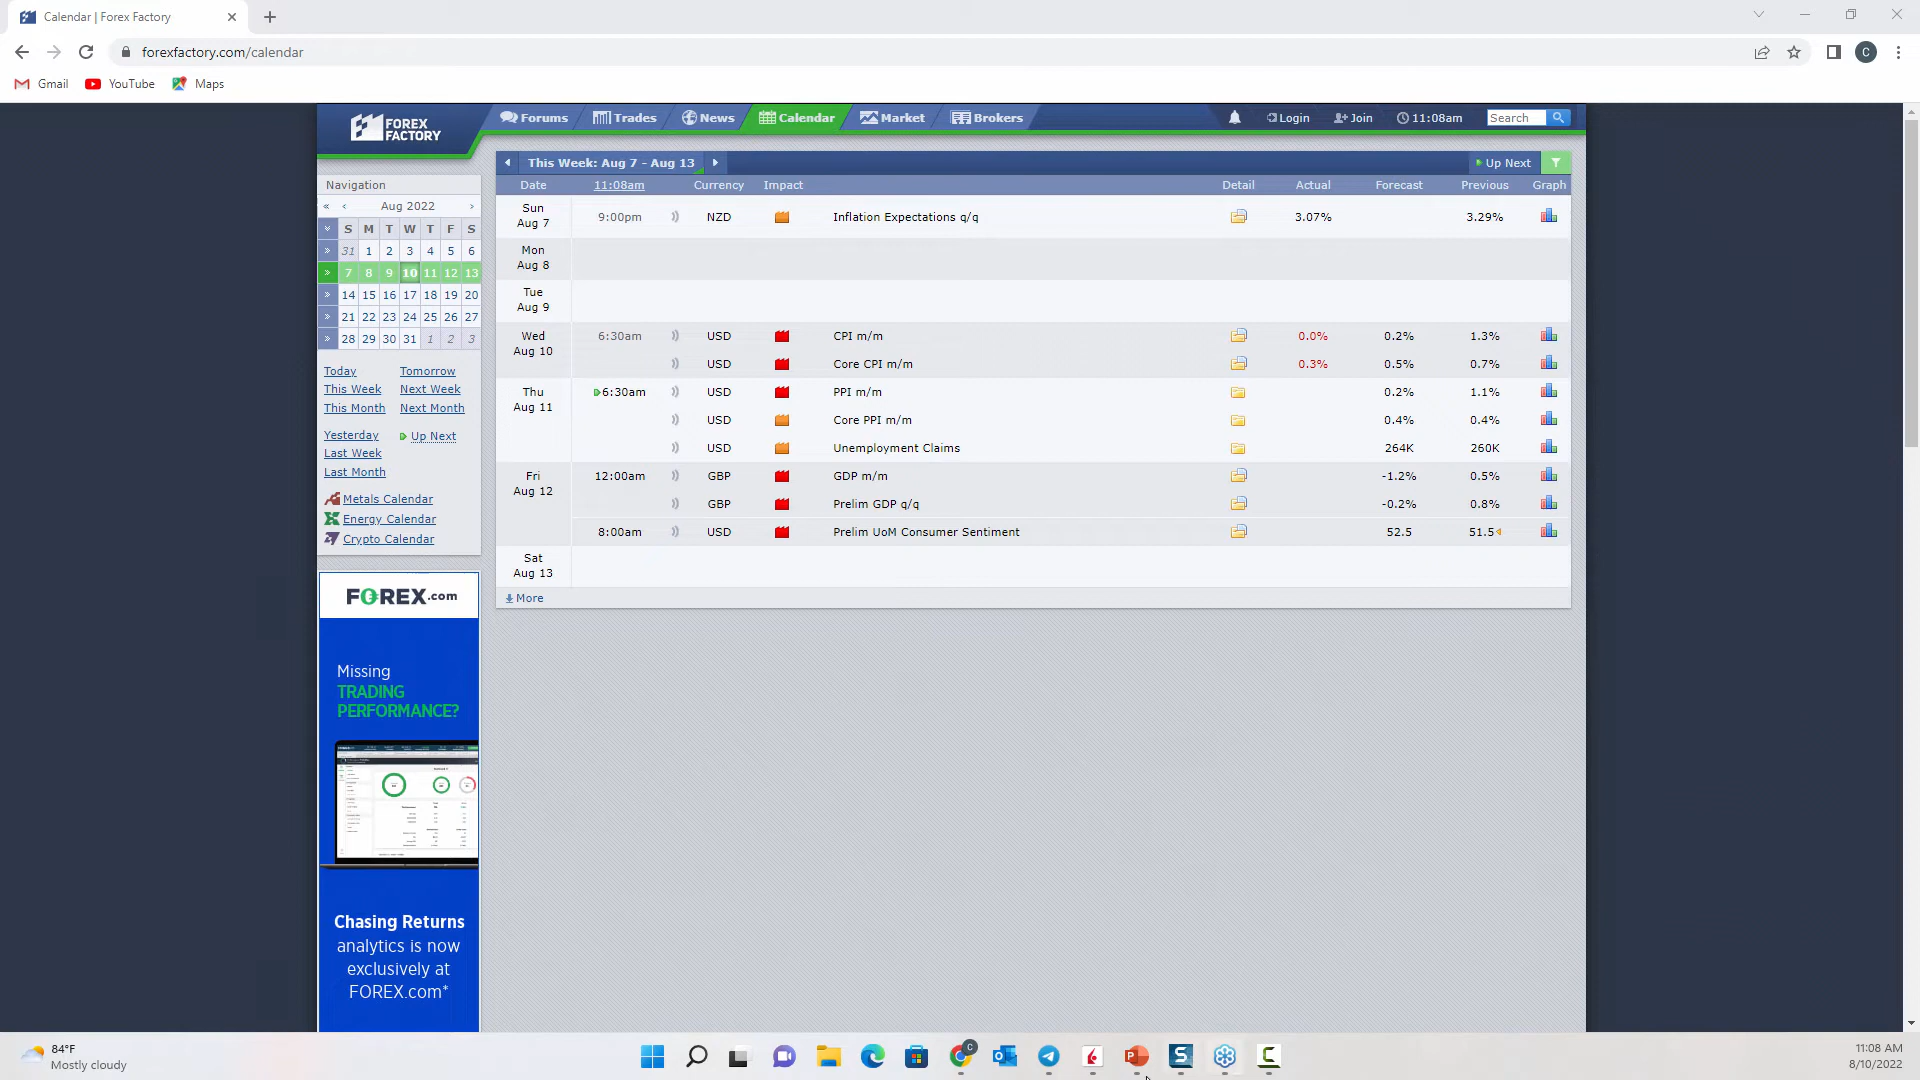 Calendar | Forex Factory
forexfactory.com/calendar
C
Gmail YouTube Maps
FOREX FACTORY
Forums Trades News Calendar Market Brokers Login Join 11:08am Search
Navigation
« ‹ Aug 2022 ›
S M T W T F S
» 31 1 2 3 4 5 6
» 7 8 9 10 11 12 13
» 14 15 16 17 18 19 20
» 21 22 23 24 25 26 27
» 28 29 30 31 1 2 3
Today Tomorrow
This Week Next Week
This Month Next Month
Yesterday Up Next
Last Week
Last Month
Metals Calendar
Energy Calendar
Crypto Calendar
This Week: Aug 7 - Aug 13 Up Next
Date 11:08am Currency Impact Detail Actual Forecast Previous Graph
Sun Aug 7 9:00pm NZD Inflation Expectations q/q 3.07% 3.29%
Mon Aug 8
Tue Aug 9
Wed Aug 10 6:30am USD CPI m/m 0.0% 0.2% 1.3%
USD Core CPI m/m 0.3% 0.5% 0.7%
Thu Aug 11 6:30am USD PPI m/m 0.2% 1.1%
USD Core PPI m/m 0.4% 0.4%
USD Unemployment Claims 264K 260K
Fri Aug 12 12:00am GBP GDP m/m -1.2% 0.5%
GBP Prelim GDP q/q -0.2% 0.8%
8:00am USD Prelim UoM Consumer Sentiment 52.5 51.5
Sat Aug 13
More
FOREX.com
Missing
TRADING
PERFORMANCE?
Chasing Returns
analytics is now
exclusively at
FOREX.com*
84°F
Mostly cloudy
11:08 AM
8/10/2022